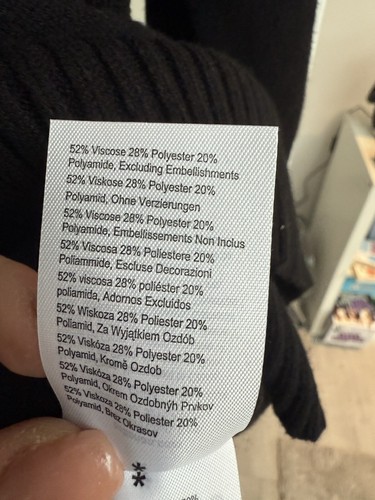 52% Viscose 28% Polyester 20%
Polyamide, Excluding Embellishments
52% Viskose 28% Polyester 20%
Polyamid, Ohne Verzierungen
52% Viscose 28% Polyester 20%
Polyamide, Embellissements Non Inclus
52% Viscosa 28% Poliestere 20%
Poliammide, Escluse Decorazioni
52% viscosa 28% poliéster 20%
poliamida, Adornos Excluidos
52% Wiskoza 28% Poliester 20%
Poliamid, Za Wyjątkiem Ozdób
52% Viskóza 28% Polyester 20%
Polyamid, Kromě Ozdob
52% Viskóza 28% Polyester 20%
Polyamid, Okrem Ozdobnýh Prvkov
52% Viskoza 28% Poliester 20%
Polyamid, Brez Okrasov